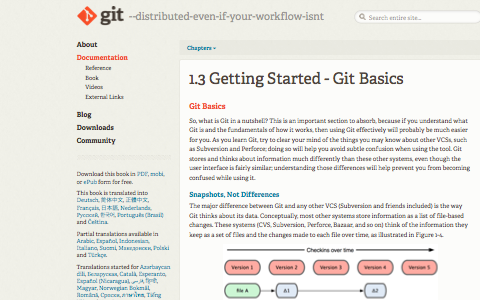 git --distributed-even-if-your-workflow-isnt
Search entire site...
About
Documentation
Reference
Book
Videos
External Links
Blog
Downloads
Community
Download this book in PDF, mobi,
or ePub form for free.
This book is translated into
Deutsch, 简体中文, 正體中文,
Français, 日本語, Nederlands,
Русский, 한국어, Português (Brasil)
and Čeština.
Partial translations available in
Arabic, Español, Indonesian,
Italiano, Suomi, Македонски, Polski
and Türkçe.
Translations started for Azərbaycan
dili, Беларуская, Català, Esperanto,
Español (Nicaragua),
Magyar, Norwegian Bokmål,
Română, Српски, ภาษาไทย, Tiếng
Chapters ▾
1.3 Getting Started - Git Basics
Git Basics
So, what is Git in a nutshell? This is an important section to absorb, because if you understand
what Git is and the fundamentals of how it works, then using Git effectively will probably be much easier
for you. As you learn Git, try to clear your mind of the things you may know about other VCSs, such
as Subversion and Perforce; doing so will help you avoid subtle confusion when using the tool. Git
stores and thinks about information much differently than these other systems, even though the
user interface is fairly similar; understanding those differences will help prevent you from becoming
confused while using it.
Snapshots, Not Differences
The major difference between Git and any other VCS (Subversion and friends included) is the way
Git thinks about its data. Conceptually, most other systems store information as a list of file-based
changes. These systems (CVS, Subversion, Perforce, Bazaar, and so on) think of the information they
keep as a set of files and the changes made to each file over time, as illustrated in Figure 1-4.
Checkins over time
Version 1 Version 2 Version 3 Version 4 Version 5
file A Δ1 Δ2